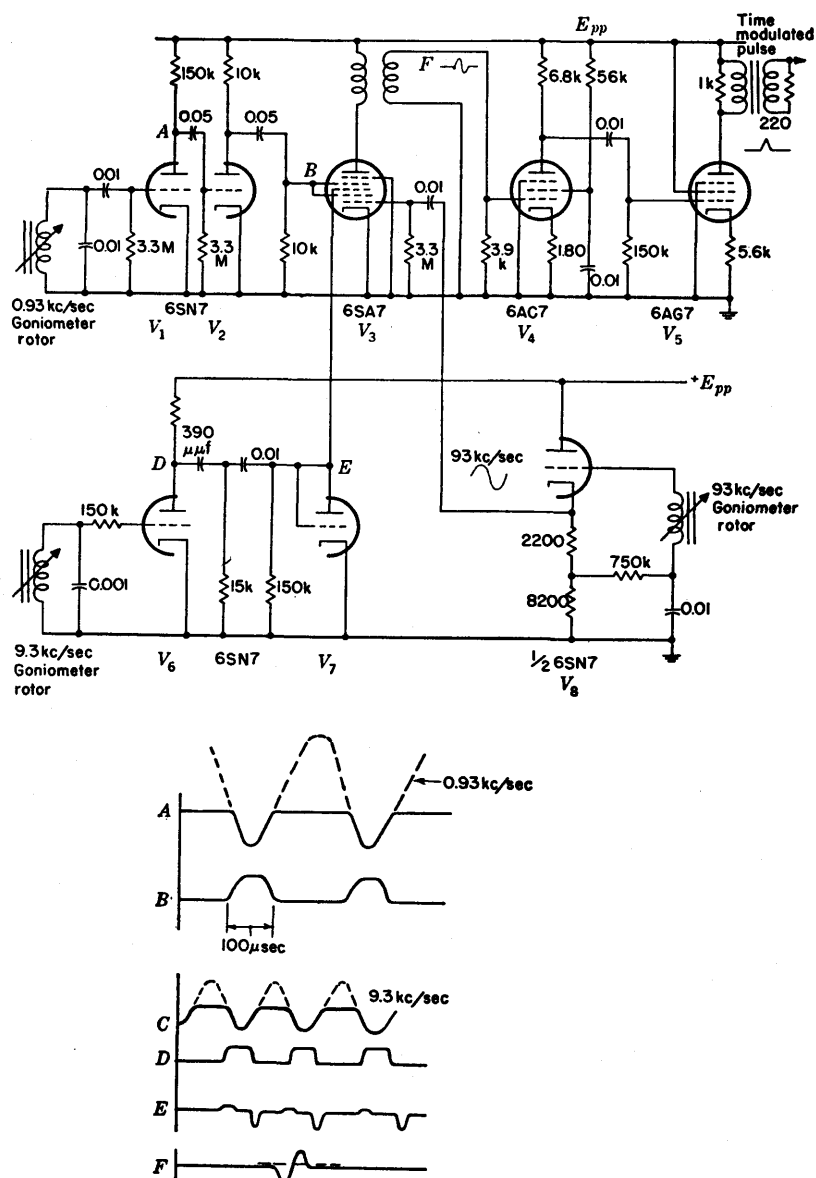 E_pp
Time
modulated
pulse
150k
10k
F
6.8k
56k
1k
220
A
0.05
0.05
0.01
B
0.01
0.01
3.3M
3.3
M
10k
3.3
M
3.9
k
1.80
0.01
150k
5.6k
0.01
0.93 kc/sec
Goniometer
rotor
6SN7
V1 V2
6SA7
V3
6AC7
V4
6AG7
V5
+E_pp
390
μμf
D
0.01
E
93 kc/sec
93 kc/sec
Goniometer
rotor
150 k
0.001
15k
150k
2200
750k
8200
0.01
9.3 kc/sec
Goniometer
rotor
V6
6SN7
V7
1/2 6SN7
V8
0.93 kc/sec
A
B
100 μsec
9.3 kc/sec
C
D
E
F